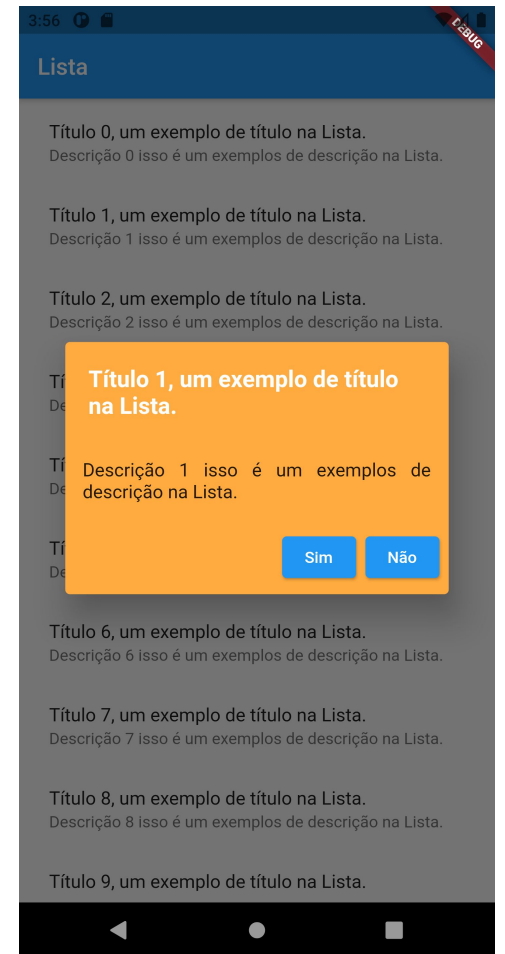 3:56
DEBUG
Lista
Título 0, um exemplo de título na Lista.
Descrição 0 isso é um exemplos de descrição na Lista.
Título 1, um exemplo de título na Lista.
Descrição 1 isso é um exemplos de descrição na Lista.
Título 2, um exemplo de título na Lista.
Descrição 2 isso é um exemplos de descrição na Lista.
Título 1, um exemplo de título
na Lista.
Descrição 1 isso é um exemplos de
descrição na Lista.
Sim Não
Título 6, um exemplo de título na Lista.
Descrição 6 isso é um exemplos de descrição na Lista.
Título 7, um exemplo de título na Lista.
Descrição 7 isso é um exemplos de descrição na Lista.
Título 8, um exemplo de título na Lista.
Descrição 8 isso é um exemplos de descrição na Lista.
Título 9, um exemplo de título na Lista.